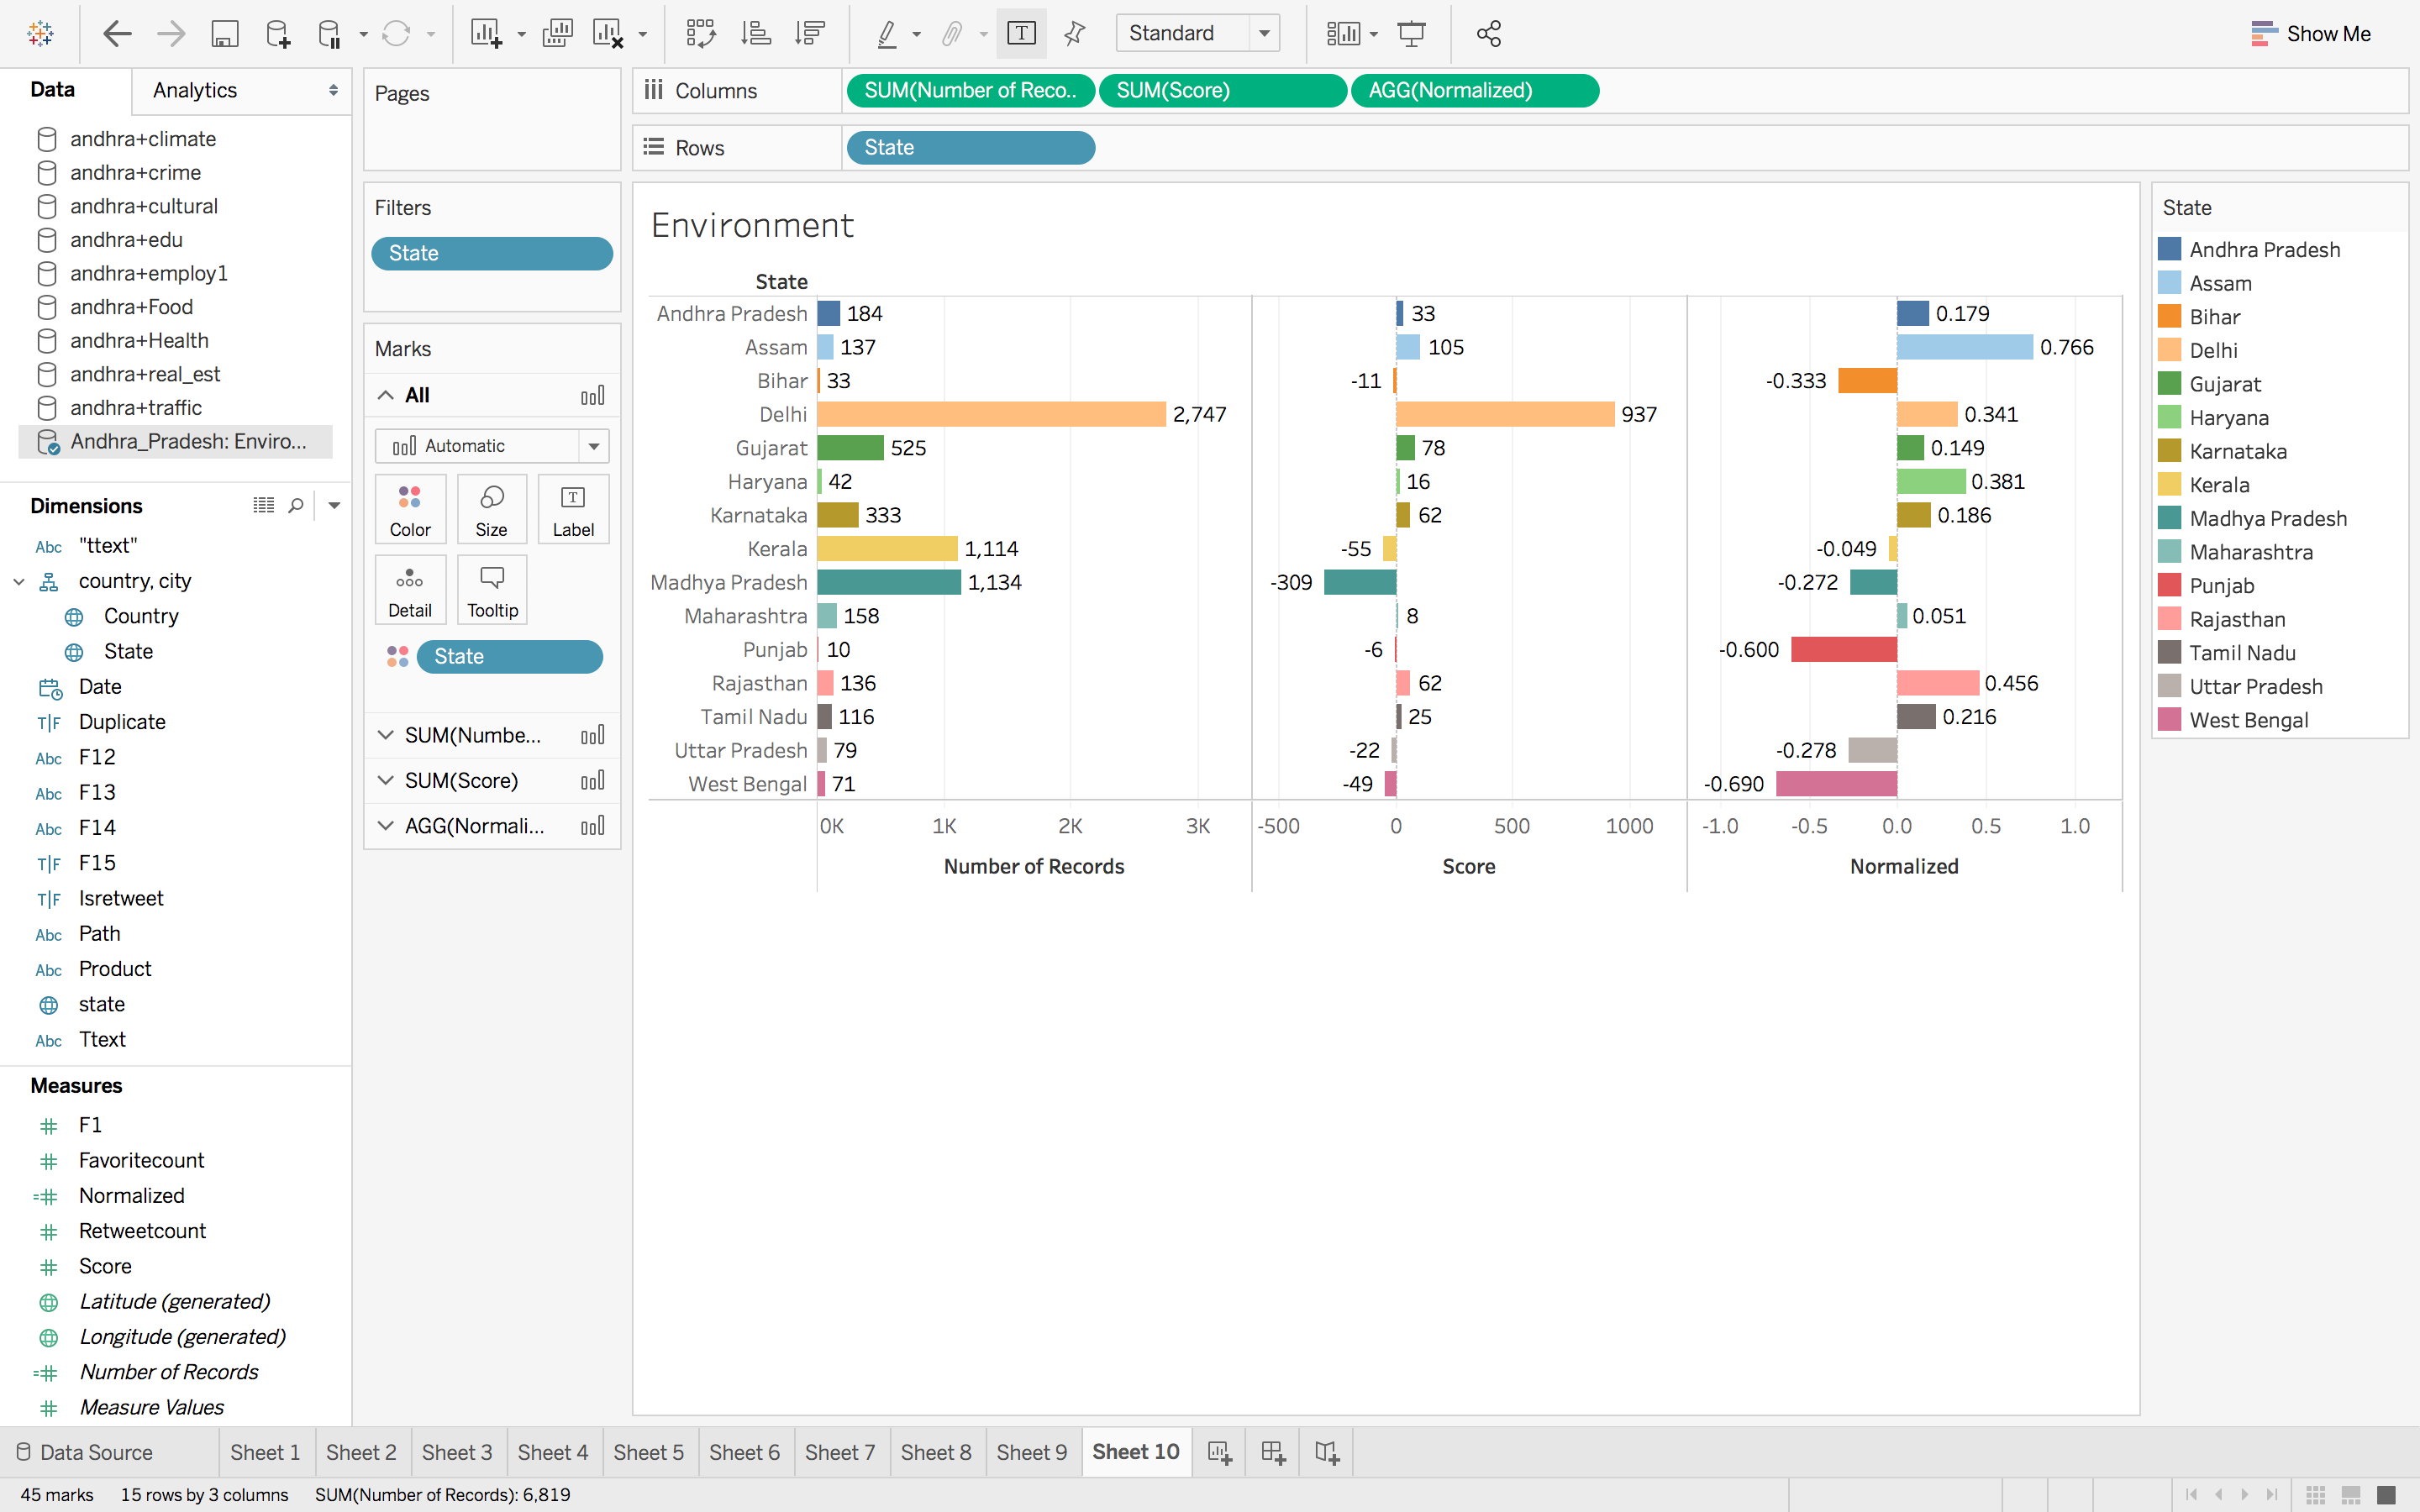 Standard
Show Me
Data
Analytics
andhra+climate
andhra+crime
andhra+cultural
andhra+edu
andhra+employ1
andhra+Food
andhra+Health
andhra+real_est
andhra+traffic
Andhra_Pradesh: Enviro...
Dimensions
Abc "ttext"
country, city
Country
State
Date
T|F Duplicate
Abc F12
Abc F13
Abc F14
T|F F15
T|F Isretweet
Abc Path
Abc Product
state
Abc Ttext
Measures
F1
Favoritecount
Normalized
Retweetcount
Score
Latitude (generated)
Longitude (generated)
Number of Records
Measure Values
Pages
Filters
State
Marks
All
Automatic
Color Size Label
Detail Tooltip
State
SUM(Numbe...
SUM(Score)
AGG(Normali...
Columns SUM(Number of Reco.. SUM(Score) AGG(Normalized)
Rows State
Environment
State
Andhra Pradesh 184 33 0.179
Assam 137 105 0.766
Bihar 33 -11 -0.333
Delhi 2,747 937 0.341
Gujarat 525 78 0.149
Haryana 42 16 0.381
Karnataka 333 62 0.186
Kerala 1,114 -55 -0.049
Madhya Pradesh 1,134 -309 -0.272
Maharashtra 158 8 0.051
Punjab 10 -6 -0.600
Rajasthan 136 62 0.456
Tamil Nadu 116 25 0.216
Uttar Pradesh 79 -22 -0.278
West Bengal 71 -49 -0.690
0K 1K 2K 3K -500 0 500 1000 -1.0 -0.5 0.0 0.5 1.0
Number of Records Score Normalized
State
Andhra Pradesh
Assam
Bihar
Delhi
Gujarat
Haryana
Karnataka
Kerala
Madhya Pradesh
Maharashtra
Punjab
Rajasthan
Tamil Nadu
Uttar Pradesh
West Bengal
Data Source Sheet 1 Sheet 2 Sheet 3 Sheet 4 Sheet 5 Sheet 6 Sheet 7 Sheet 8 Sheet 9 Sheet 10
45 marks 15 rows by 3 columns SUM(Number of Records): 6,819